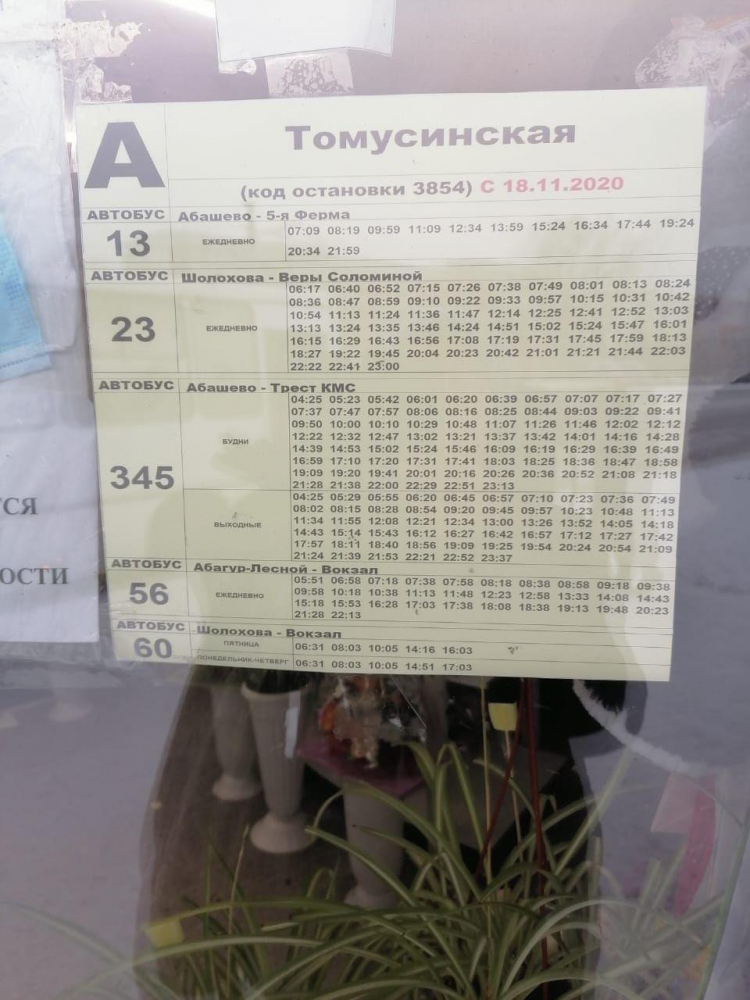 А
Томусинская
(код остановки 3854) С 18.11.2020
АВТОБУС Абашево - 5-я Ферма
13 ЕЖЕДНЕВНО 07:09 08:19 09:59 11:09 12:34 13:59 15:24 16:34 17:44 19:24
20:34 21:59
АВТОБУС Шолохова - Веры Соломиной
06:17 06:40 06:52 07:15 07:26 07:38 07:49 08:01 08:13 08:24
08:36 08:47 08:59 09:10 09:22 09:33 09:57 10:15 10:31 10:42
10:54 11:13 11:24 11:36 11:47 12:14 12:25 12:41 12:52 13:03
23 ЕЖЕДНЕВНО 13:13 13:24 13:35 13:46 14:24 14:51 15:02 15:24 15:47 16:01
16:15 16:29 16:43 16:56 17:08 17:19 17:31 17:45 17:59 18:13
18:27 19:22 19:45 20:04 20:23 20:42 21:01 21:21 21:44 22:03
22:22 22:41 23:00
АВТОБУС Абашево - Трест КМС
04:25 05:23 05:42 06:01 06:20 06:39 06:57 07:07 07:17 07:27
07:37 07:47 07:57 08:06 08:16 08:25 08:44 09:03 09:22 09:41
09:50 10:00 10:10 10:29 10:48 11:07 11:26 11:46 12:02 12:12
БУДНИ 12:22 12:32 12:47 13:02 13:21 13:37 13:42 14:01 14:16 14:28
14:39 14:53 15:02 15:24 15:46 16:09 16:19 16:29 16:39 16:49
345 16:59 17:10 17:20 17:31 17:41 18:03 18:25 18:36 18:47 18:58
19:09 19:20 19:41 20:01 20:16 20:26 20:36 20:52 21:08 21:18
21:28 21:38 22:00 22:29 22:51 23:13
04:25 05:29 05:55 06:20 06:45 06:57 07:10 07:23 07:36 07:49
08:02 08:15 08:28 08:54 09:20 09:45 09:57 10:23 10:48 11:13
ВЫХОДНЫЕ 11:34 11:55 12:08 12:21 12:34 13:00 13:26 13:52 14:05 14:18
14:43 15:14 15:43 16:12 16:27 16:42 16:57 17:12 17:27 17:42
17:57 18:11 18:40 18:56 19:09 19:25 19:54 20:24 20:54 21:09
21:24 21:39 21:53 22:21 22:52 23:37
АВТОБУС Абагур-Лесной - Вокзал
05:51 06:58 07:18 07:38 07:58 08:18 08:38 08:58 09:18 09:38
56 ЕЖЕДНЕВНО 09:58 10:18 10:38 11:13 11:48 12:23 12:58 13:33 14:08 14:43
15:18 15:53 16:28 17:03 17:38 18:08 18:38 19:13 19:48 20:23
21:28 22:13
АВТОБУС Шолохова - Вокзал
60 ПЯТНИЦА 06:31 08:03 10:05 14:16 16:03
ПОНЕДЕЛЬНИК-ЧЕТВЕРГ 06:31 08:03 10:05 14:51 17:03